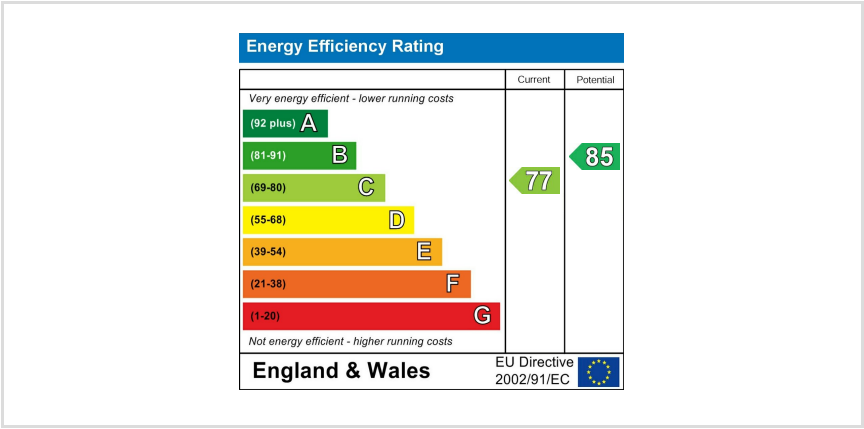 Energy Efficiency Rating
Current Potential
Very energy efficient - lower running costs
(92 plus) A
(81-91) B
(69-80) C
(55-68) D
(39-54) E
(21-38) F
(1-20) G
77
85
Not energy efficient - higher running costs
England & Wales
EU Directive
2002/91/EC